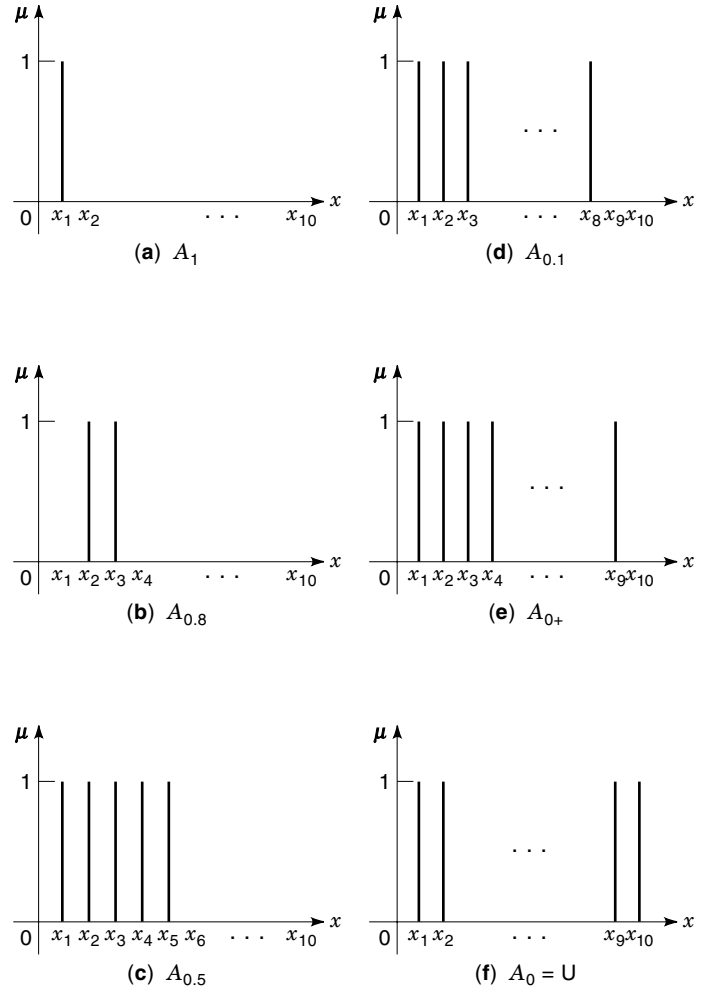 μ
1
0 x₁ x₂ . . . x₁₀ x
(a) A₁
μ
1
. . .
0 x₁ x₂ x₃ . . . x₈ x₉ x₁₀ x
(d) A₀.₁
μ
1
0 x₁ x₂ x₃ x₄ . . . x₁₀ x
(b) A₀.₈
μ
1
. . .
0 x₁ x₂ x₃ x₄ . . . x₉ x₁₀ x
(e) A₀₊
μ
1
0 x₁ x₂ x₃ x₄ x₅ x₆ . . . x₁₀ x
(c) A₀.₅
μ
1
. . .
0 x₁ x₂ . . . x₉ x₁₀ x
(f) A₀ = U